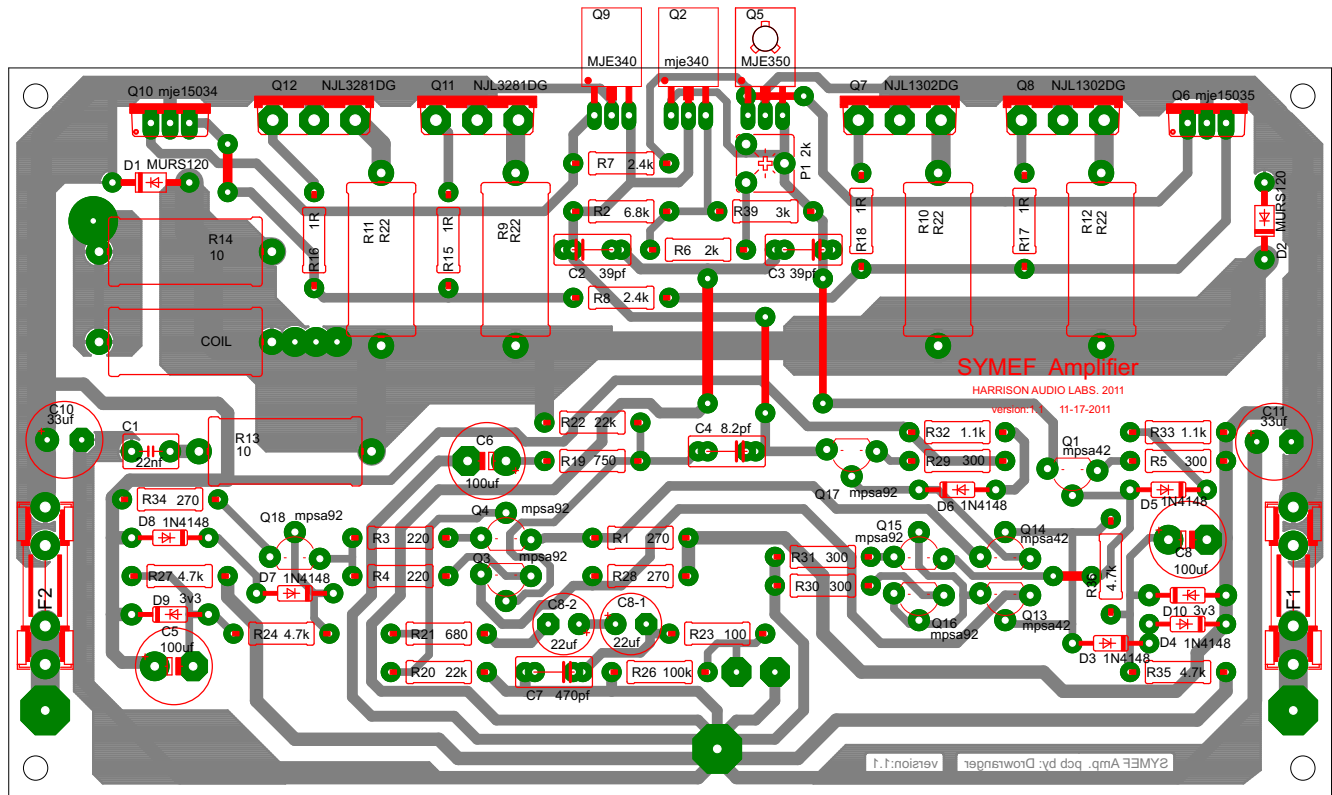 Q9
Q2
Q5
MJE340
mje340
MJE350
Q10 mje15034
Q12 NJL3281DG
Q11 NJL3281DG
Q7 NJL1302DG
Q8 NJL1302DG
Q6 mje15035
D1
MURS120
R7 2.4k
P1 2k
R2 6.8k
R39 3k
R6 2k
C2 39pf
C3 39pf
R8 2.4k
R14
10
R16 1R
R11
R22
R15 1R
R9
R22
R18 1R
R10
R22
R17 1R
R12
R22
D2 MURS120
COIL
SYMEF Amplifier
HARRISON AUDIO LABS. 2011
version:1.1 11-17-2011
C10
33uf
C1
22nf
R13
10
C6
100uf
R22 22k
R19 750
C4 8.2pf
Q17 mpsa92
R32 1.1k
R29 300
D6 1N4148
Q1
mpsa42
R33 1.1k
R5 300
D5 1N4148
C11
33uf
R34 270
D8 1N4148
Q18 mpsa92
R3 220
R4 220
Q4 mpsa92
Q3
mpsa92
R1 270
R28 270
R31 300
R30 300
Q15
mpsa92
Q14
mpsa42
Q16
mpsa92
Q13
mpsa42
R36 4.7k
C8
100uf
R27 4.7k
D7 1N4148
D9 3v3
F2
F1
C5
100uf
R24 4.7k
R21 680
R20 22k
C8-2
22uf
C8-1
22uf
C7 470pf
R23 100
R26 100k
D10 3v3
D3 1N4148
D4 1N4148
R35 4.7k
SYMEF Amp. pcb by: Drowranger version:1.1